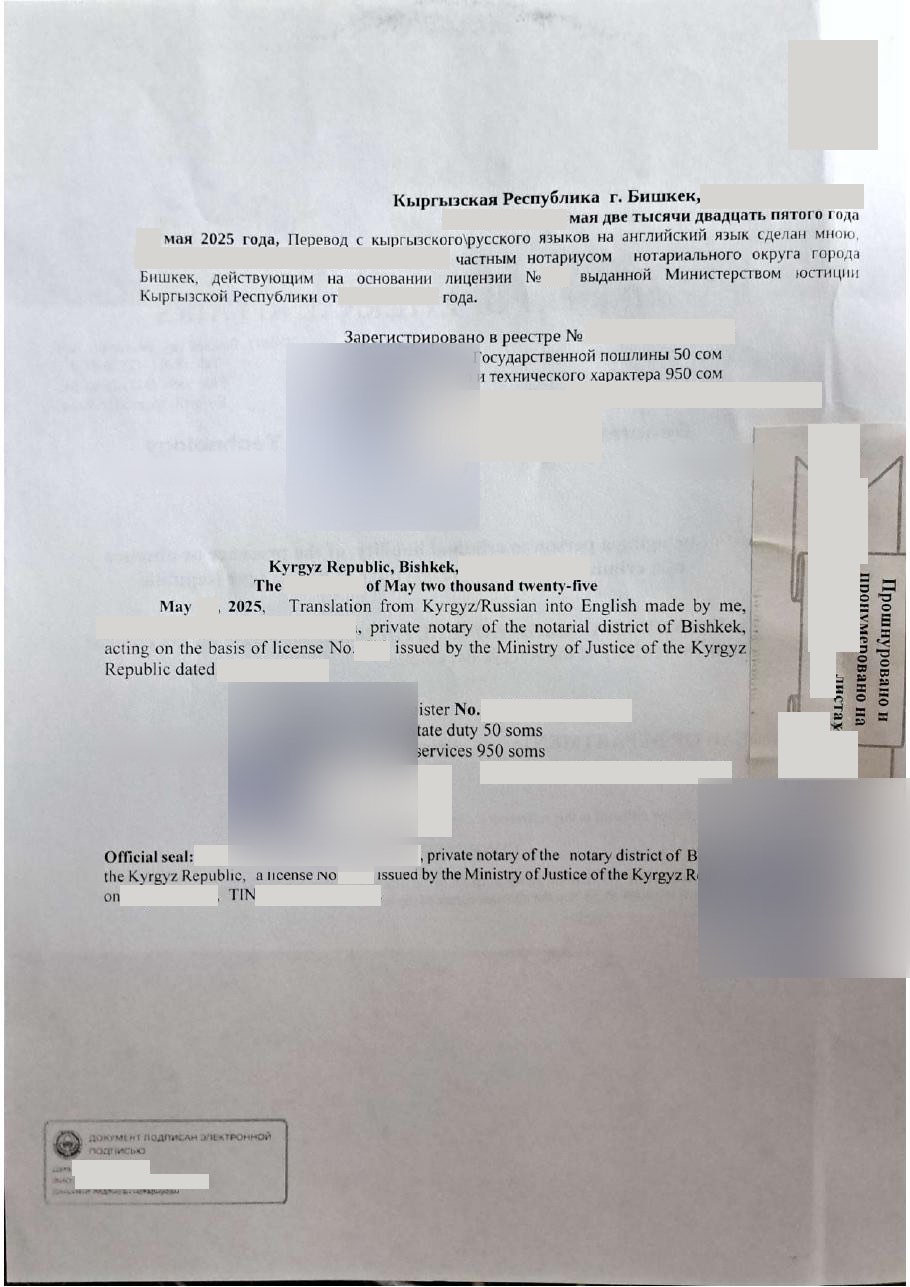 Кыргызская Республика г. Бишкек,
мая две тысячи двадцать пятого года
мая 2025 года, Перевод с кыргызского\русского языков на английский язык сделан мною,
частным нотариусом нотариального округа города
Бишкек, действующим на основании лицензии № выданной Министерством юстиции
Кыргызской Республики от года.
Зарегистрировано в реестре №
Государственной пошлины 50 сом
и технического характера 950 сом
Kyrgyz Republic, Bishkek,
The of May two thousand twenty-five
May , 2025, Translation from Kyrgyz/Russian into English made by me,
, private notary of the notarial district of Bishkek,
acting on the basis of license No. issued by the Ministry of Justice of the Kyrgyz
Republic dated
No.
duty 50 soms
services 950 soms
Official seal: , private notary of the notary district of
the Kyrgyz Republic, a license No issued by the Ministry of Justice of the Kyrgyz
on , TIN
Прошнуровано и
пронумеровано на
листах
ДОКУМЕНТ ПОДПИСАН ЭЛЕКТРОННОЙ
ПОДПИСЬЮ